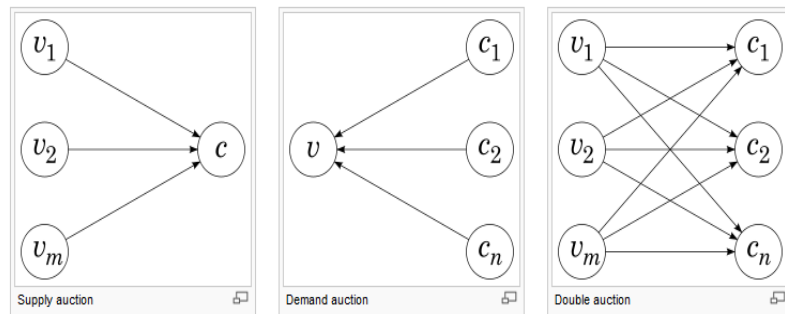 v1
v2
vm
c
Supply auction
v
c1
c2
cn
Demand auction
v1
v2
vm
c1
c2
cn
Double auction